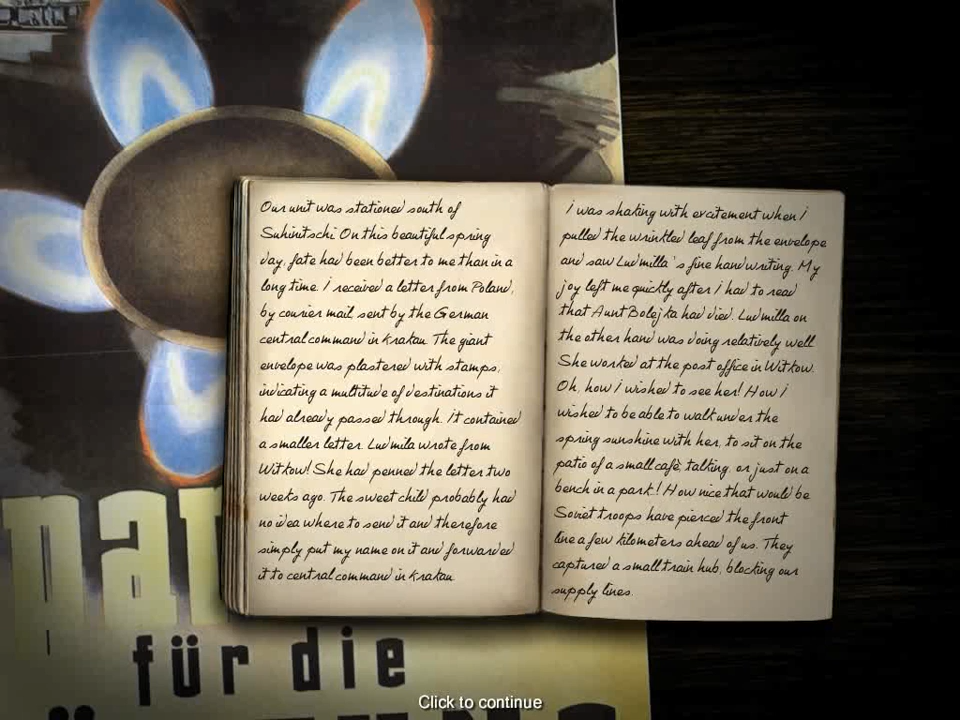 Our unit was stationed south of
Suhinitschi On this beautiful spring
day, fate had been better to me than in a
long time. I received a letter from Poland,
by courier mail, sent by the German
central command in Krakau. The giant
envelope was plastered with stamps,
indicating a multitude of destinations it
had already passed through. It contained
a smaller letter. Ludmila wrote from
Witkow! She had penned the letter two
weeks ago. The sweet child probably had
no idea where to send it and therefore
simply put my name on it and forwarded
it to central command in Krakau.
I was shaking with excitement when I
pulled the wrinkled leaf from the envelope
and saw Ludmilla's fine handwriting. My
joy left me quickly after I had to read
that Aunt Bolejka had died. Ludmilla on
the other hand was doing relatively well.
She worked at the post office in Witkow.
Oh, how I wished to see her! How I
wished to be able to walk under the
spring sunshine with her, to sit on the
patio of a small café, talking, or just on a
bench in a park! How nice that would be
Soviet troops have pierced the front
line a few kilometers ahead of us. They
captured a small train hub, blocking our
supply lines.
für die
Click to continue